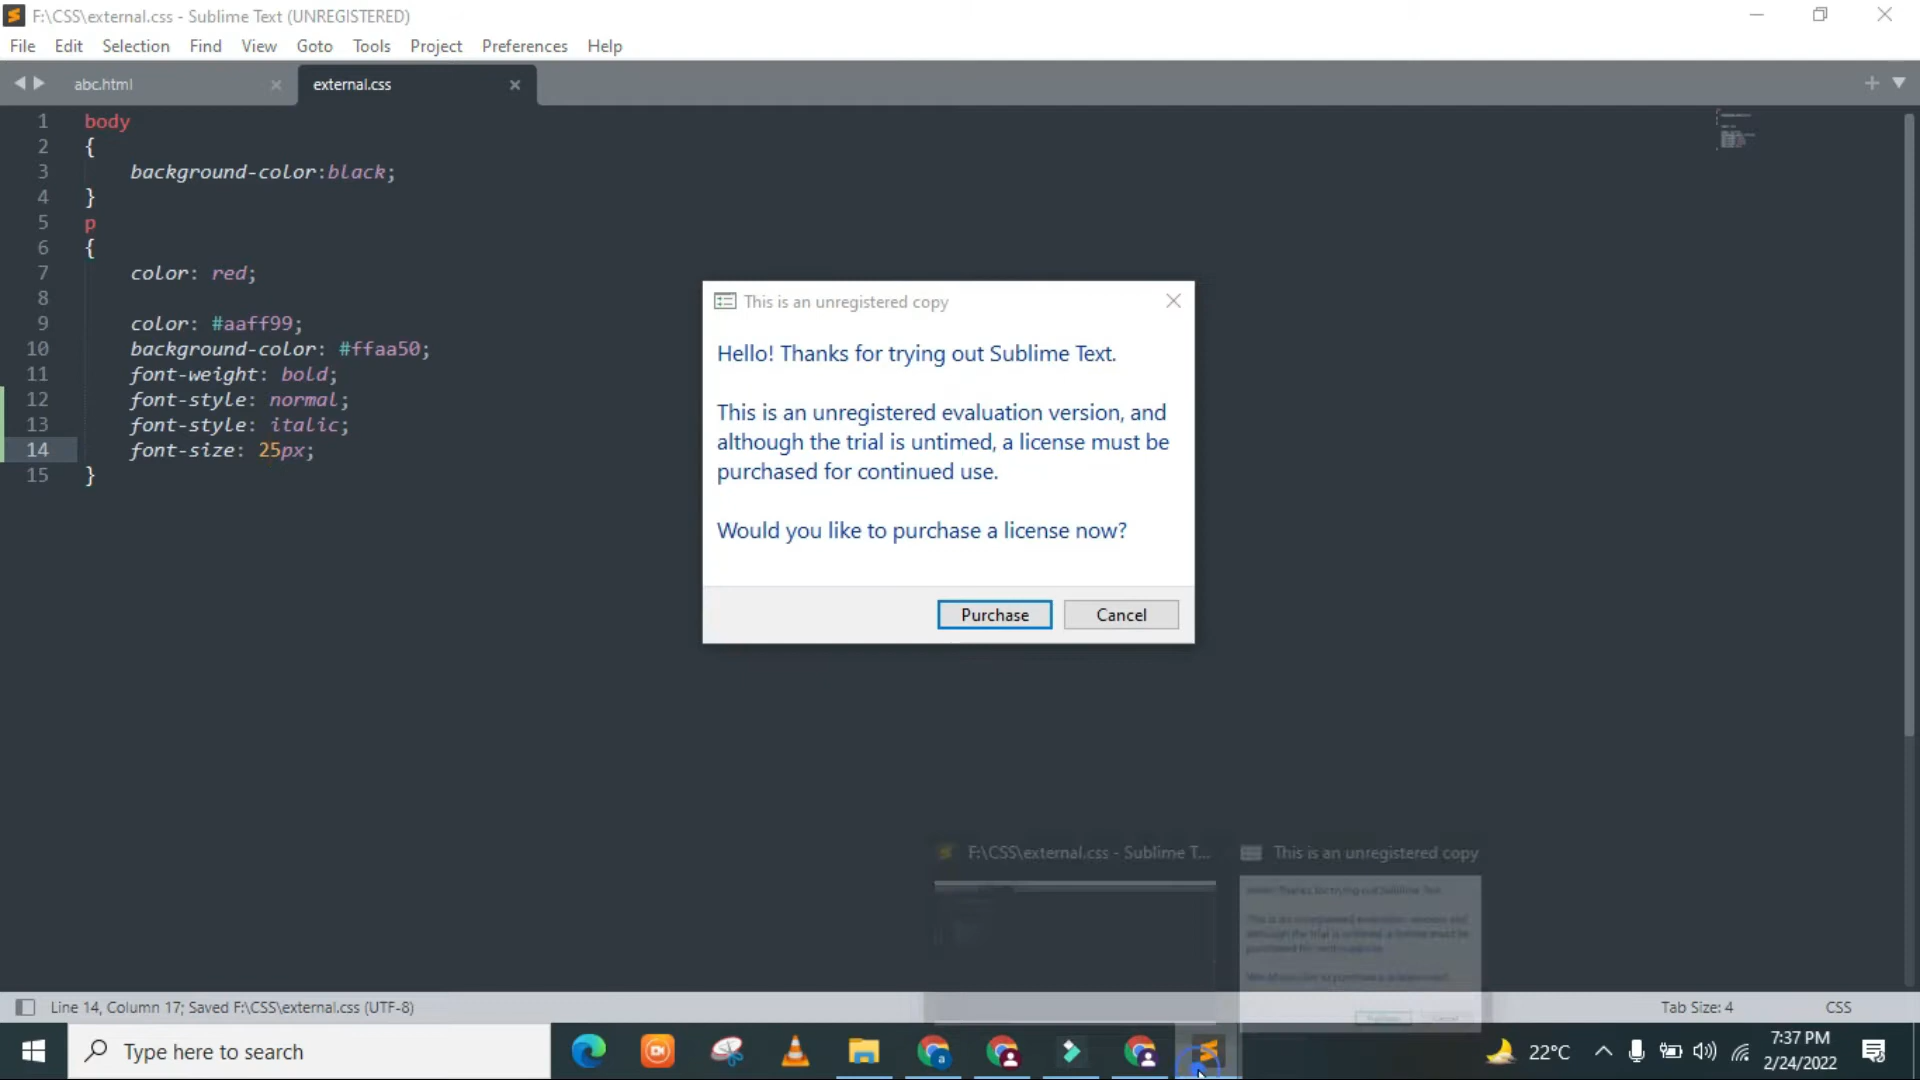 F:\CSS\external.css - Sublime Text (UNREGISTERED)
File Edit Selection Find View Goto Tools Project Preferences Help
abc.html
external.css
1 body
2 {
3 background-color:black;
4 }
5 p
6 {
7 color: red;
8
9 color: #aaff99;
10 background-color: #ffaa50;
11 font-weight: bold;
12 font-style: normal;
13 font-style: italic;
14 font-size: 25px;
15 }
This is an unregistered copy
Hello! Thanks for trying out Sublime Text.
This is an unregistered evaluation version, and
although the trial is untimed, a license must be
purchased for continued use.
Would you like to purchase a license now?
Purchase
Cancel
F:\CSS\external.css - Sublime T...
This is an unregistered copy
Line 14, Column 17; Saved F:\CSS\external.css (UTF-8)
Tab Size: 4
CSS
Type here to search
a
22°C
7:37 PM
2/24/2022